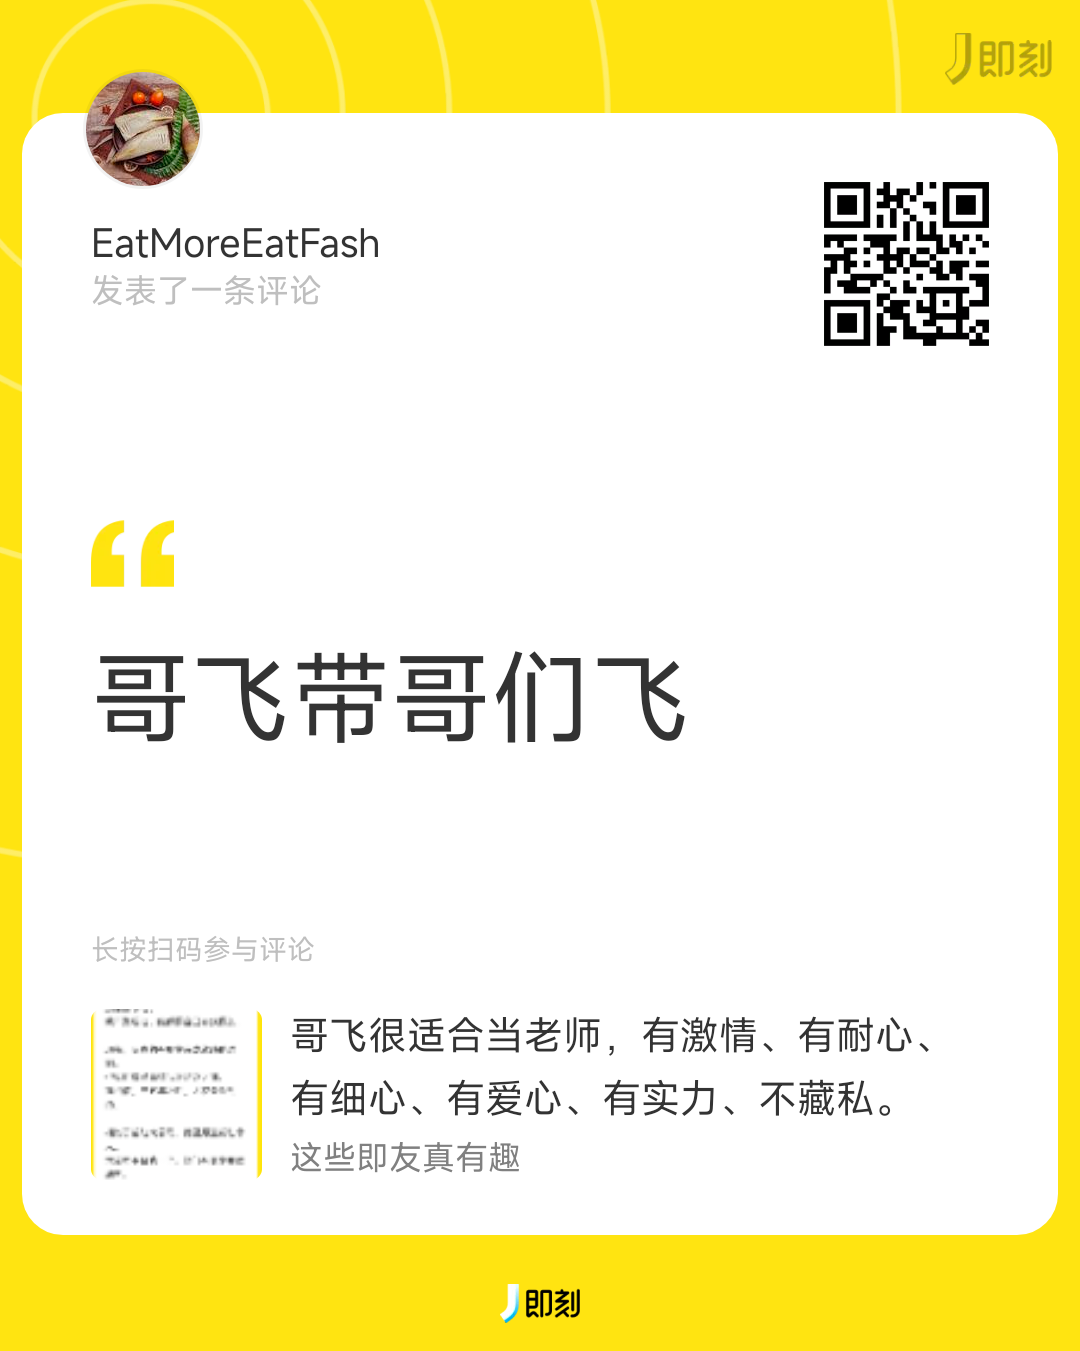 即刻
EatMoreEatFash
发表了一条评论
哥飞带哥们飞
长按扫码参与评论
哥飞很适合当老师，有激情、有耐心、
有细心、有爱心、有实力、不藏私。
这些即友真有趣
即刻